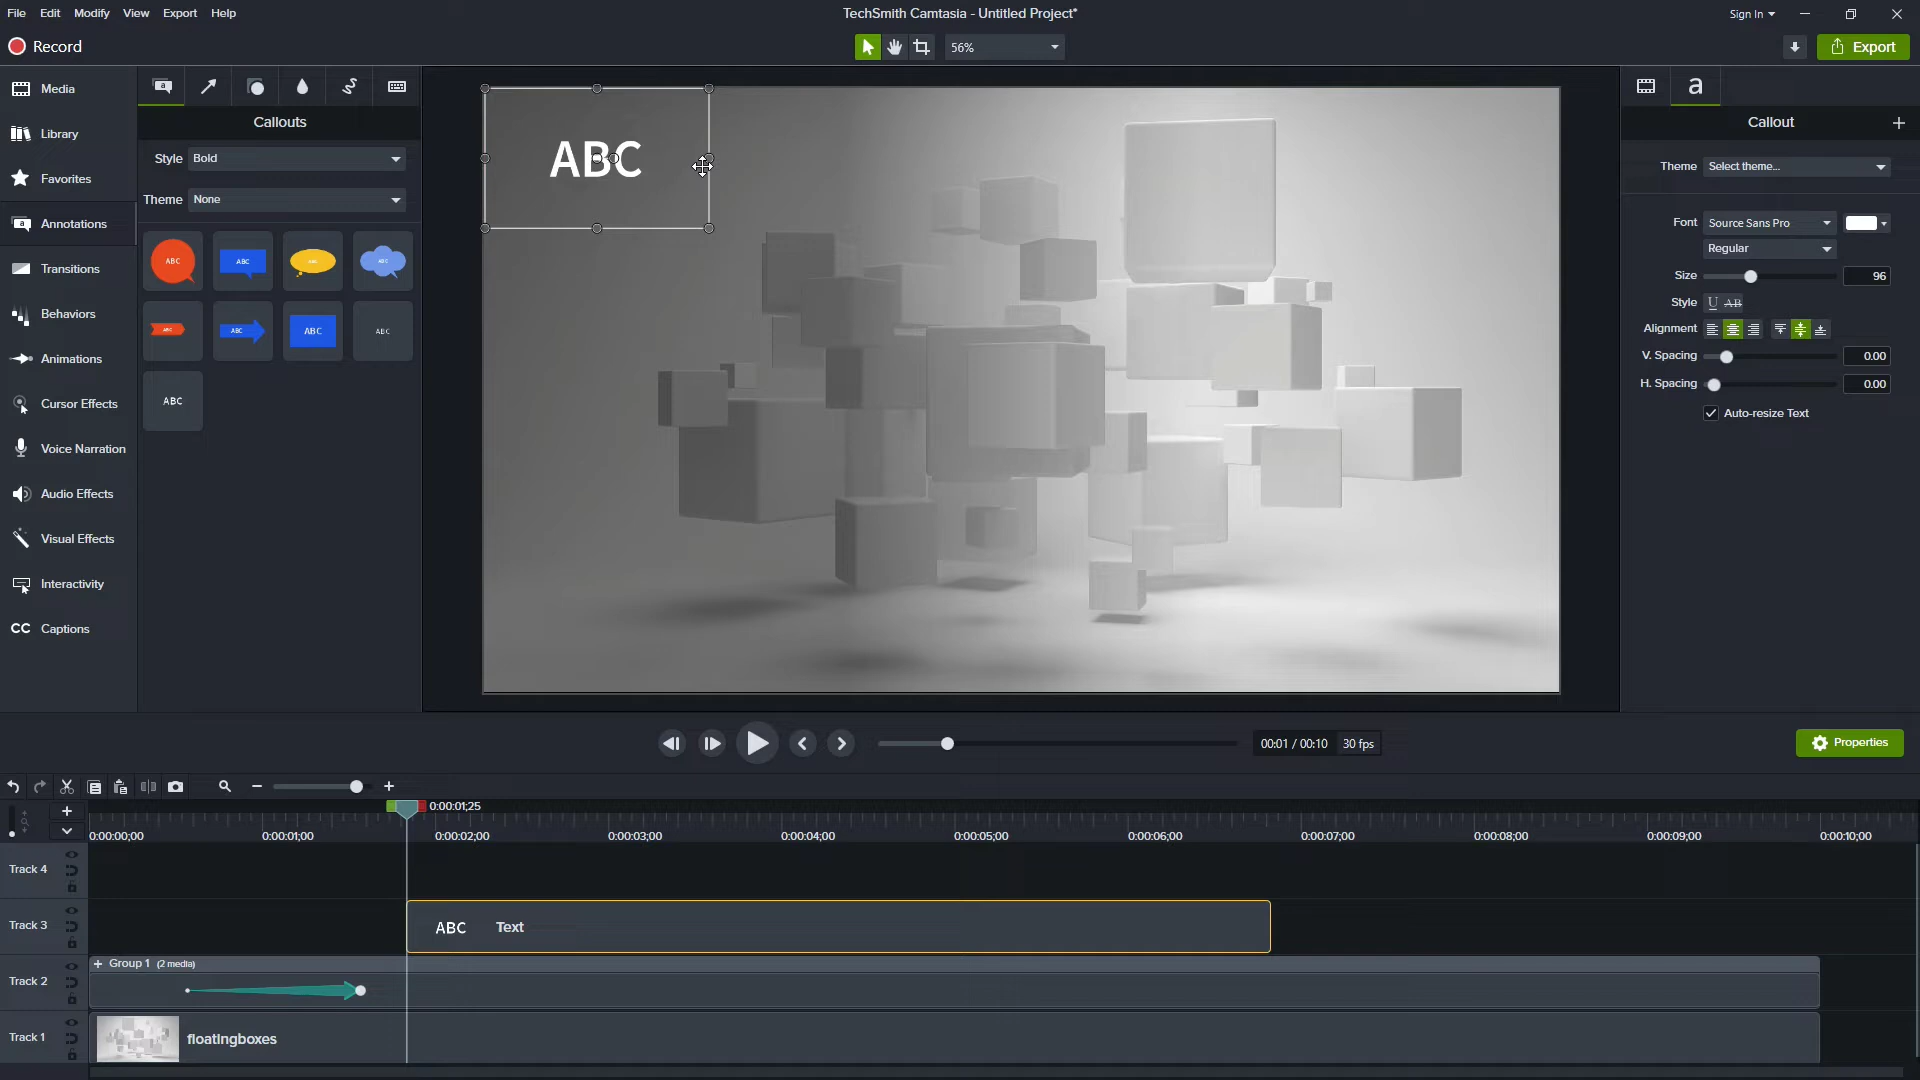 File Edit Modify View Export Help
TechSmith Camtasia - Untitled Project*
Sign In
Record
56%
Export
Media
Library
Favorites
Annotations
Transitions
Behaviors
Animations
Cursor Effects
Voice Narration
Audio Effects
Visual Effects
Interactivity
CC Captions
a
Callouts
Style Bold
Theme None
ABC ABC ABC ABC
ABC ABC ABC ABC
ABC
ABC
a
Callout
Theme Select theme...
Font Source Sans Pro
Regular
Size 96
Style U AB
Alignment
V. Spacing 0.00
H. Spacing 0.00
Auto-resize Text
00:01 / 00:10 30 fps
Properties
0:00:01;25
0:00:00;00 0:00:01;00 0:00:02;00 0:00:03;00 0:00:04;00 0:00:05;00 0:00:06;00 0:00:07;00 0:00:08;00 0:00:09;00 0:00:10;00
Track 4
Track 3
ABC Text
+ Group 1 (2 media)
Track 2
Track 1
floatingboxes